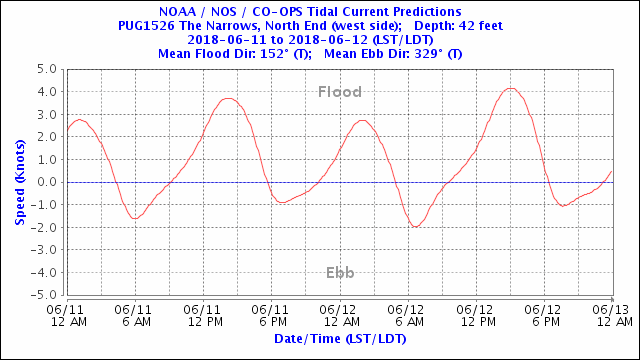 NOAA / NOS / CO-OPS Tidal Current Predictions
PUG1526 The Narrows, North End (west side);   Depth: 42 feet
2018-06-11 to 2018-06-12 (LST/LDT)
Mean Flood Dir: 152° (T);   Mean Ebb Dir: 329° (T)
5.0
4.0
3.0
2.0
1.0
0.0
-1.0
-2.0
-3.0
-4.0
-5.0
Speed (Knots)
Flood
Ebb
06/11 06/11 06/11 06/11 06/12 06/12 06/12 06/12 06/13
12 AM 6 AM 12 PM 6 PM 12 AM 6 AM 12 PM 6 PM 12 AM
Date/Time (LST/LDT)